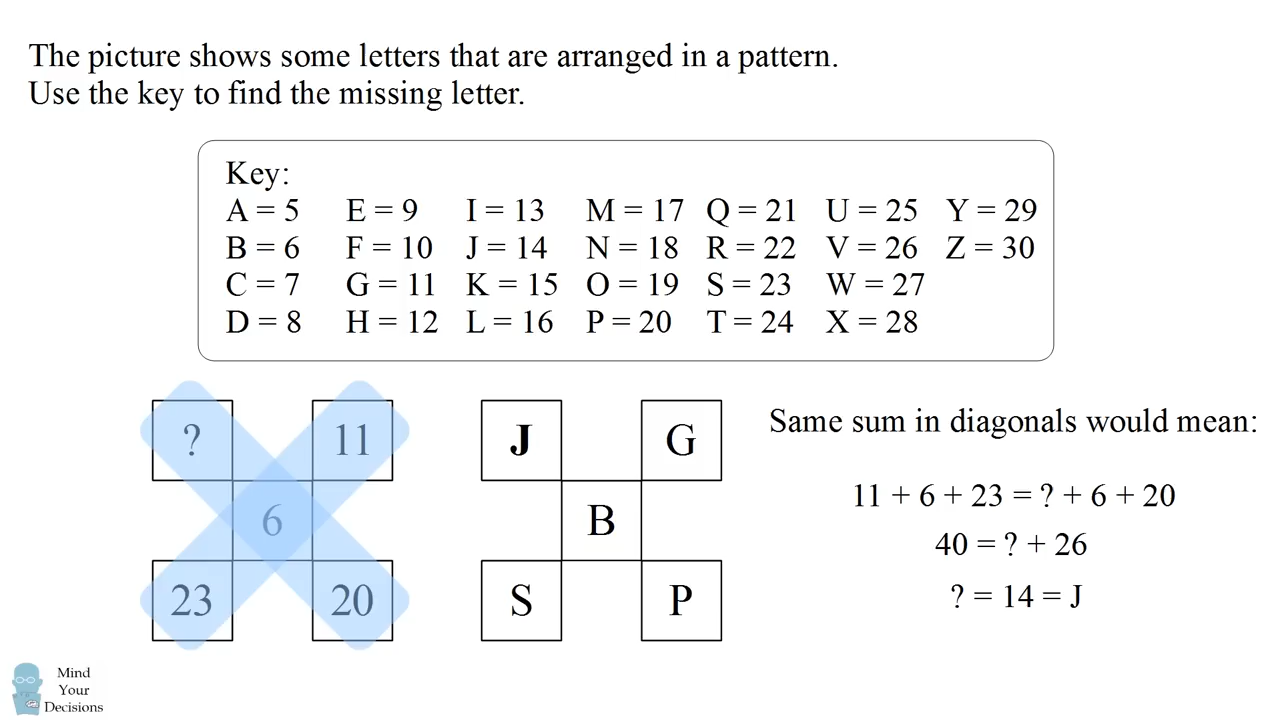 The picture shows some letters that are arranged in a pattern.
Use the key to find the missing letter.
Key:
A = 5 E = 9 I = 13 M = 17 Q = 21 U = 25 Y = 29
B = 6 F = 10 J = 14 N = 18 R = 22 V = 26 Z = 30
C = 7 G = 11 K = 15 O = 19 S = 23 W = 27
D = 8 H = 12 L = 16 P = 20 T = 24 X = 28
? 11
6
23 20
J G
B
S P
Same sum in diagonals would mean:
11 + 6 + 23 = ? + 6 + 20
40 = ? + 26
? = 14 = J
Mind
Your
Decisions